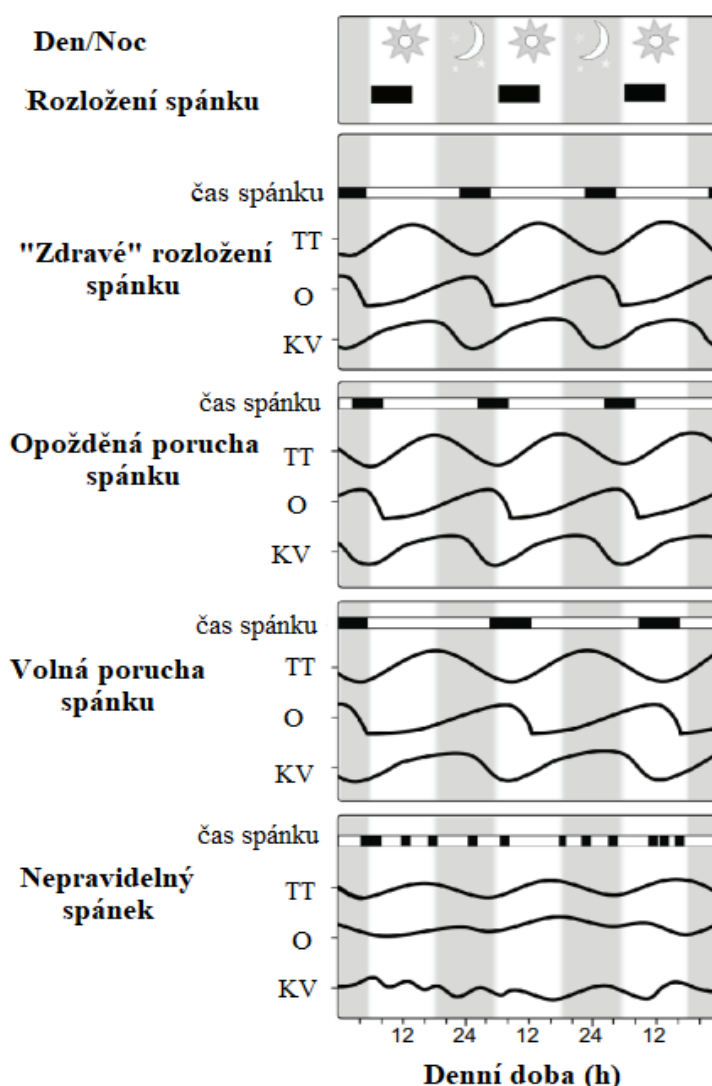 Den/Noc
Rozložení spánku
čas spánku
"Zdravé" rozložení
spánku
TT
O
KV
čas spánku
Opožděná porucha
spánku
TT
O
KV
čas spánku
Volná porucha
spánku
TT
O
KV
čas spánku
Nepravidelný
spánek
TT
O
KV
12 24 12 24 12
Denní doba (h)